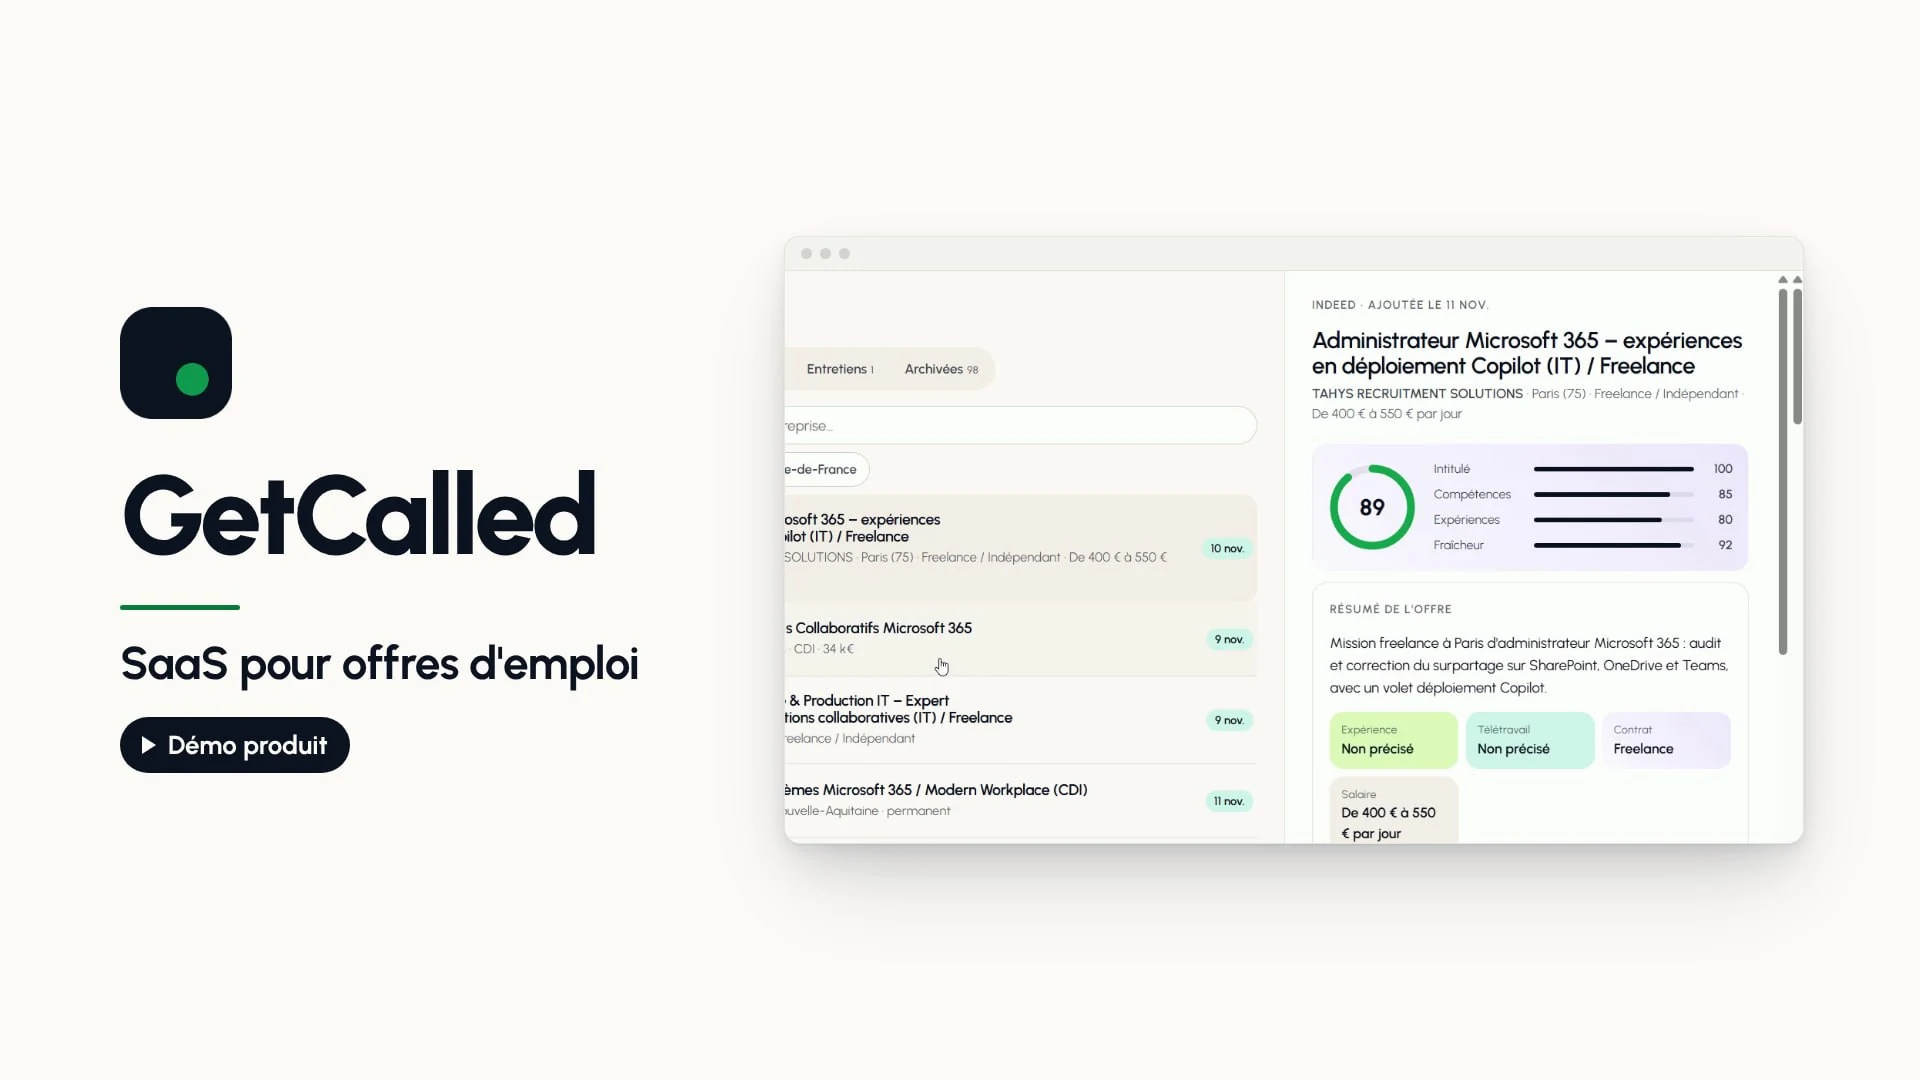 GetCalled
SaaS pour offres d'emploi
Démo produit
Entretiens 1
Archivées 98
reprise...
e-de-France
osoft 365 – expériences
ilot (IT) / Freelance
SOLUTIONS · Paris (75) · Freelance / Indépendant · De 400 € à 550 €
10 nov.
s Collaboratifs Microsoft 365
· CDI · 34 k€
9 nov.
& Production IT – Expert
tions collaboratives (IT) / Freelance
reelance / Indépendant
9 nov.
èmes Microsoft 365 / Modern Workplace (CDI)
ouvelle-Aquitaine · permanent
11 nov.
INDEED · AJOUTÉE LE 11 NOV.
Administrateur Microsoft 365 – expériences
en déploiement Copilot (IT) / Freelance
TAHYS RECRUITMENT SOLUTIONS · Paris (75) · Freelance / Indépendant ·
De 400 € à 550 € par jour
89
Intitulé 100
Compétences 85
Expériences 80
Fraîcheur 92
RÉSUMÉ DE L'OFFRE
Mission freelance à Paris d'administrateur Microsoft 365 : audit
et correction du surpartage sur SharePoint, OneDrive et Teams,
avec un volet déploiement Copilot.
Expérience
Non précisé
Télétravail
Non précisé
Contrat
Freelance
Salaire
De 400 € à 550
€ par jour